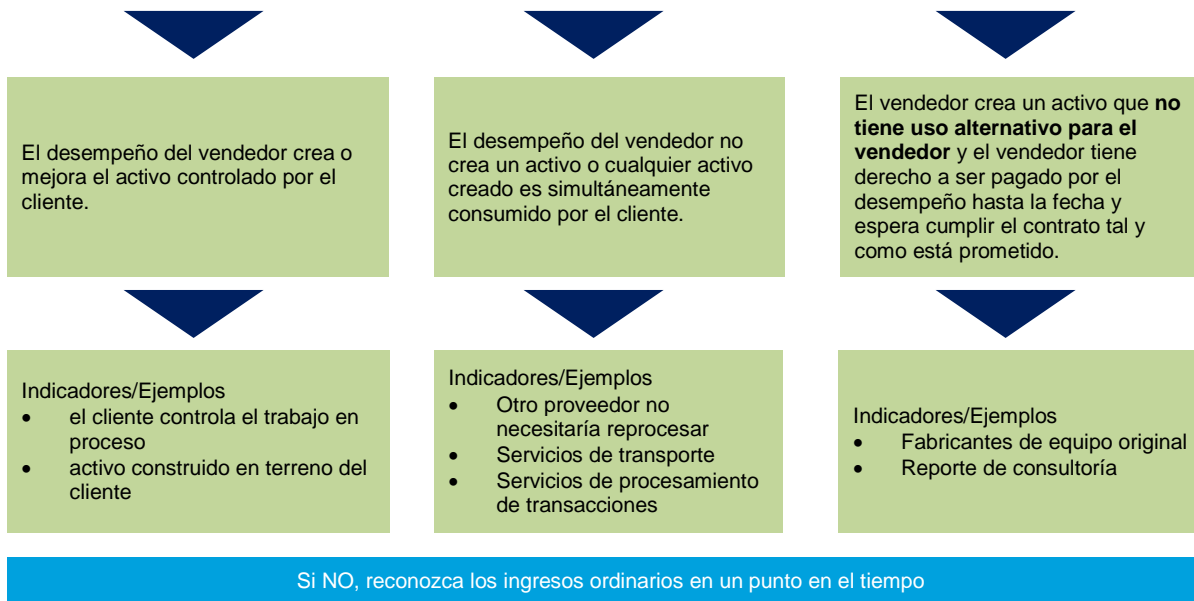 El desempeño del vendedor crea o
mejora el activo controlado por el
cliente.
El desempeño del vendedor no
crea un activo o cualquier activo
creado es simultáneamente
consumido por el cliente.
El vendedor crea un activo que no
tiene uso alternativo para el
vendedor y el vendedor tiene
derecho a ser pagado por el
desempeño hasta la fecha y
espera cumplir el contrato tal y
como está prometido.
Indicadores/Ejemplos
• el cliente controla el trabajo en
proceso
• activo construido en terreno del
cliente
Indicadores/Ejemplos
• Otro proveedor no
necesitaría reprocesar
• Servicios de transporte
• Servicios de procesamiento
de transacciones
Indicadores/Ejemplos
• Fabricantes de equipo original
• Reporte de consultoría
Si NO, reconozca los ingresos ordinarios en un punto en el tiempo